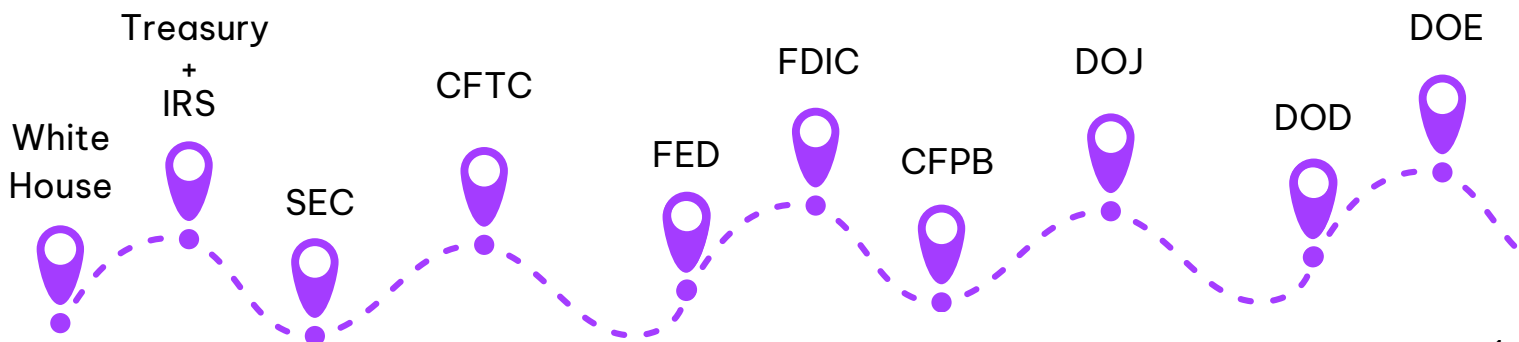 White
House
Treasury
+
IRS
SEC
CFTC
FED
FDIC
CFPB
DOJ
DOD
DOE